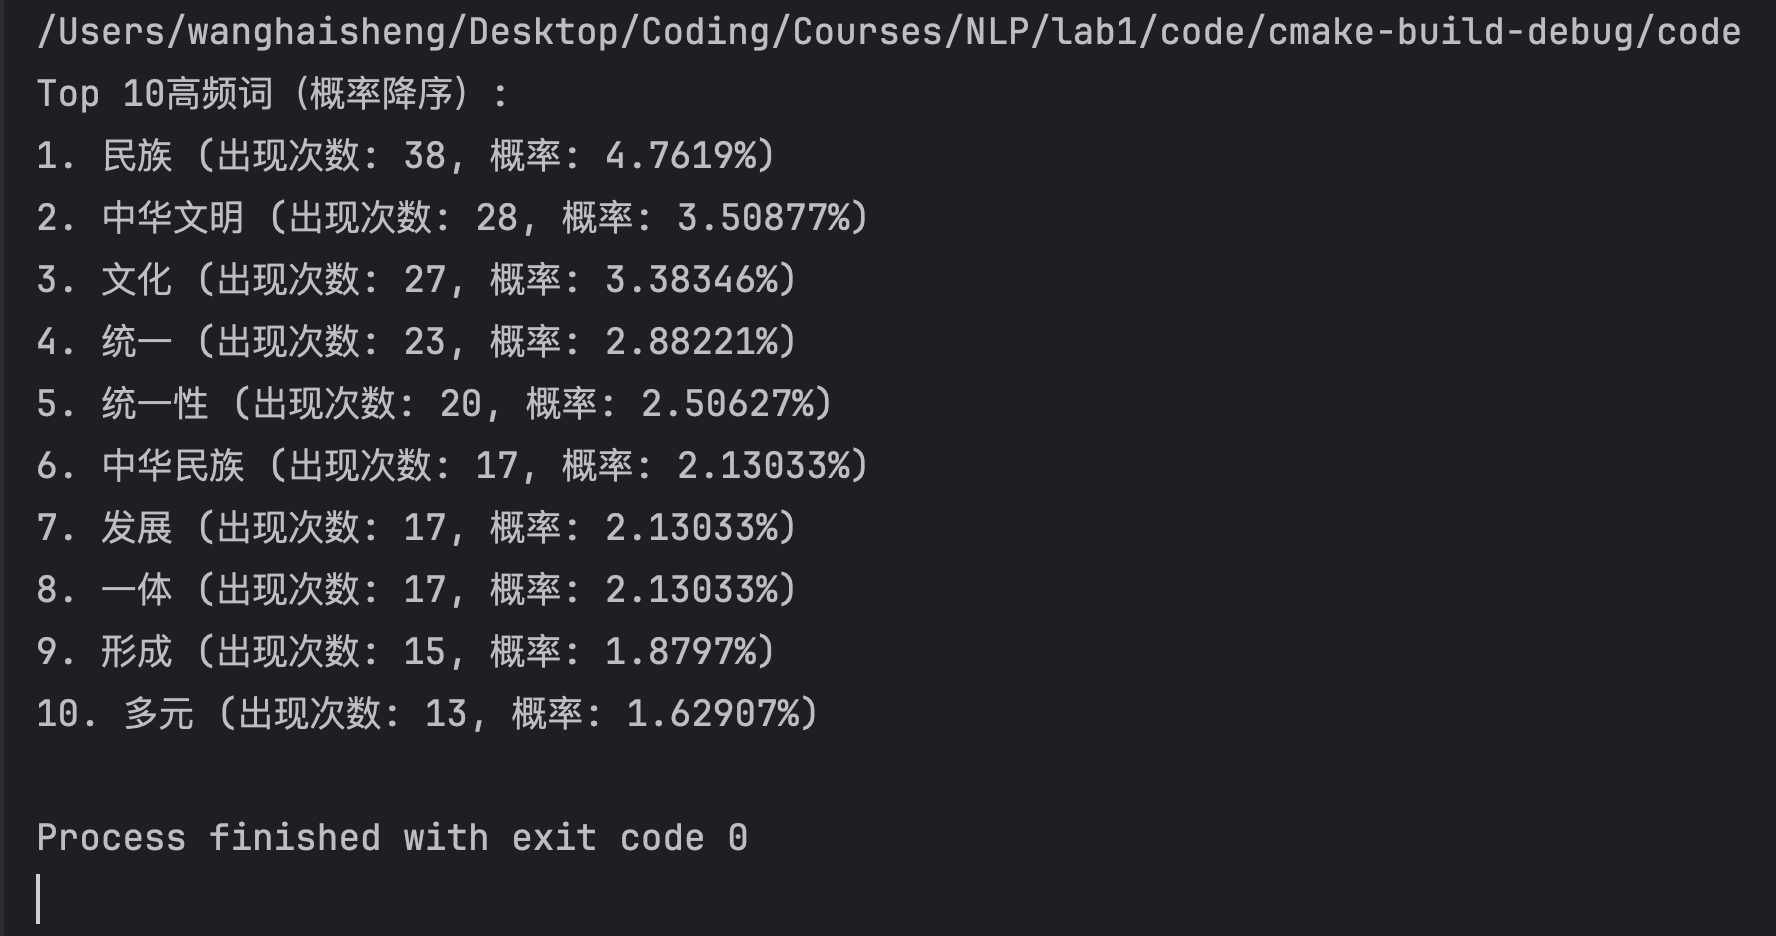 /Users/wanghaisheng/Desktop/Coding/Courses/NLP/lab1/code/cmake-build-debug/code
Top 10高频词（概率降序）:
1. 民族 (出现次数: 38, 概率: 4.7619%)
2. 中华文明 (出现次数: 28, 概率: 3.50877%)
3. 文化 (出现次数: 27, 概率: 3.38346%)
4. 统一 (出现次数: 23, 概率: 2.88221%)
5. 统一性 (出现次数: 20, 概率: 2.50627%)
6. 中华民族 (出现次数: 17, 概率: 2.13033%)
7. 发展 (出现次数: 17, 概率: 2.13033%)
8. 一体 (出现次数: 17, 概率: 2.13033%)
9. 形成 (出现次数: 15, 概率: 1.8797%)
10. 多元 (出现次数: 13, 概率: 1.62907%)
Process finished with exit code 0